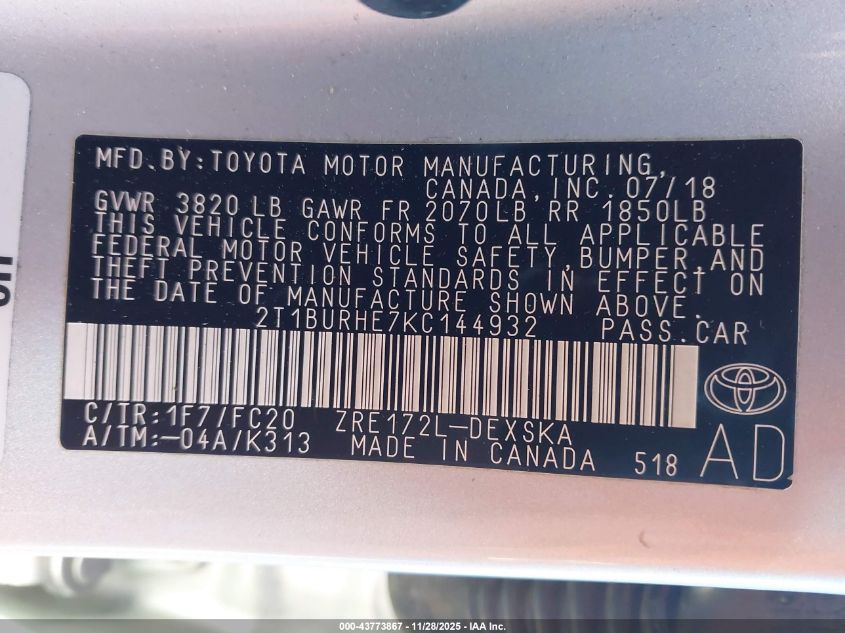 MFD.BY:TOYOTA MOTOR MANUFACTURING,
CANADA,INC. 07/18
GVWR 3820 LB GAWR FR 2070LB RR 1850LB
THIS VEHICLE CONFORMS TO ALL APPLICABLE
FEDERAL MOTOR VEHICLE SAFETY,BUMPER,AND
THEFT PREVENTION STANDARDS IN EFFECT ON
THE DATE OF MANUFACTURE SHOWN ABOVE.
2T1BURHE7KC144932 PASS.CAR
C/TR:1F7/FC20 ZRE172L-DEXSKA
A/TM:-04A/K313 MADE IN CANADA 518 AD
000-43773867 - 11/28/2025 - IAA Inc.